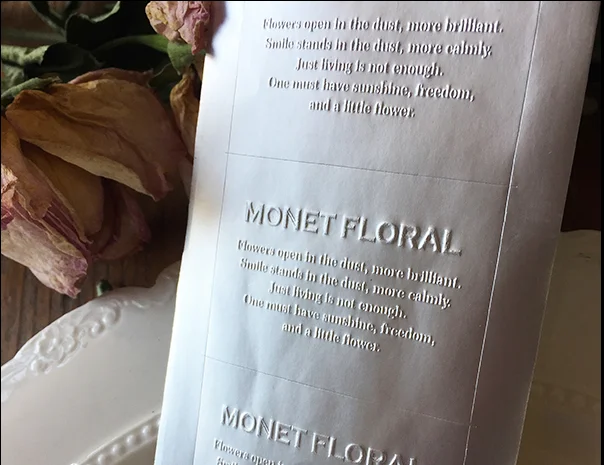 Flowers open in the dust, more brilliant.
Smile stands in the dust, more calmly.
Just living is not enough.
One must have sunshine, freedom,
and a little flower.
MONET FLORAL
Flowers open in the dust, more brilliant.
Smile stands in the dust, more calmly.
Just living is not enough.
One must have sunshine, freedom,
and a little flower.
MONET FLORAL
Flowers open in